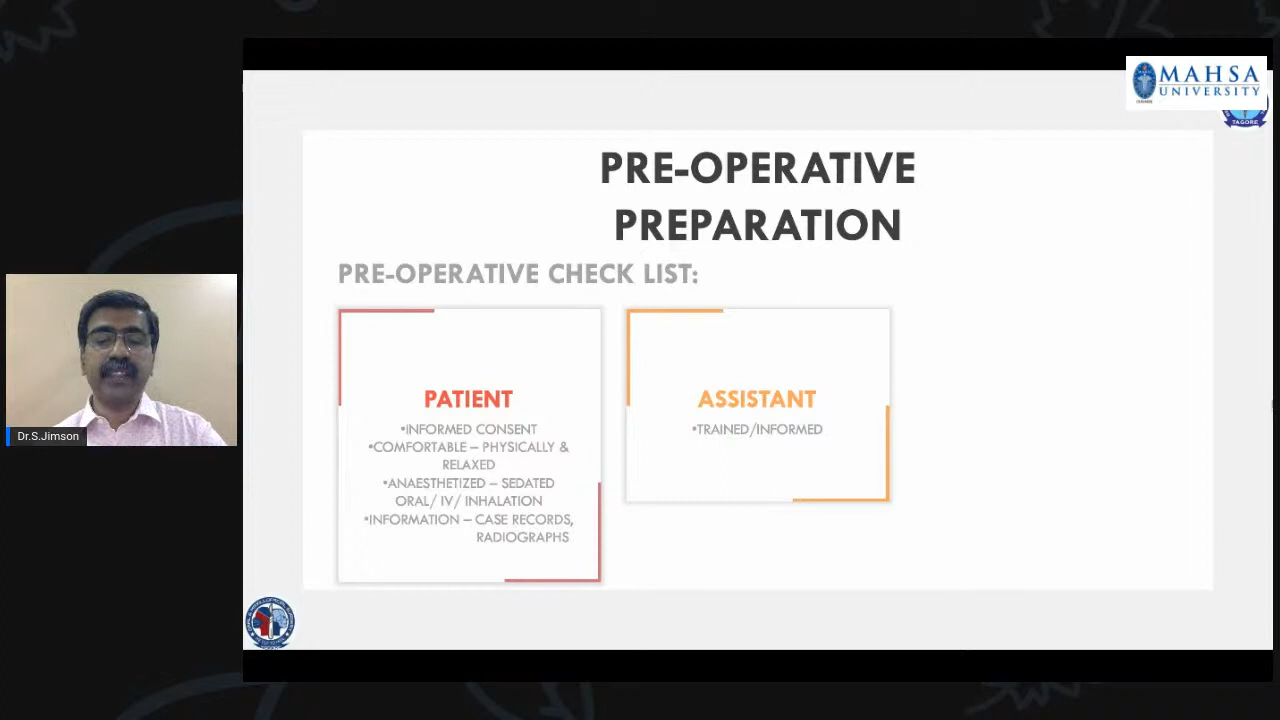 MAHSA
UNIVERSITY
TAGORE
PRE-OPERATIVE
PREPARATION
PRE-OPERATIVE CHECK LIST:
PATIENT
•INFORMED CONSENT
•COMFORTABLE – PHYSICALLY &
RELAXED
•ANAESTHETIZED – SEDATED
ORAL/ IV/ INHALATION
•INFORMATION – CASE RECORDS,
RADIOGRAPHS
ASSISTANT
•TRAINED/INFORMED
Dr.S.Jimson